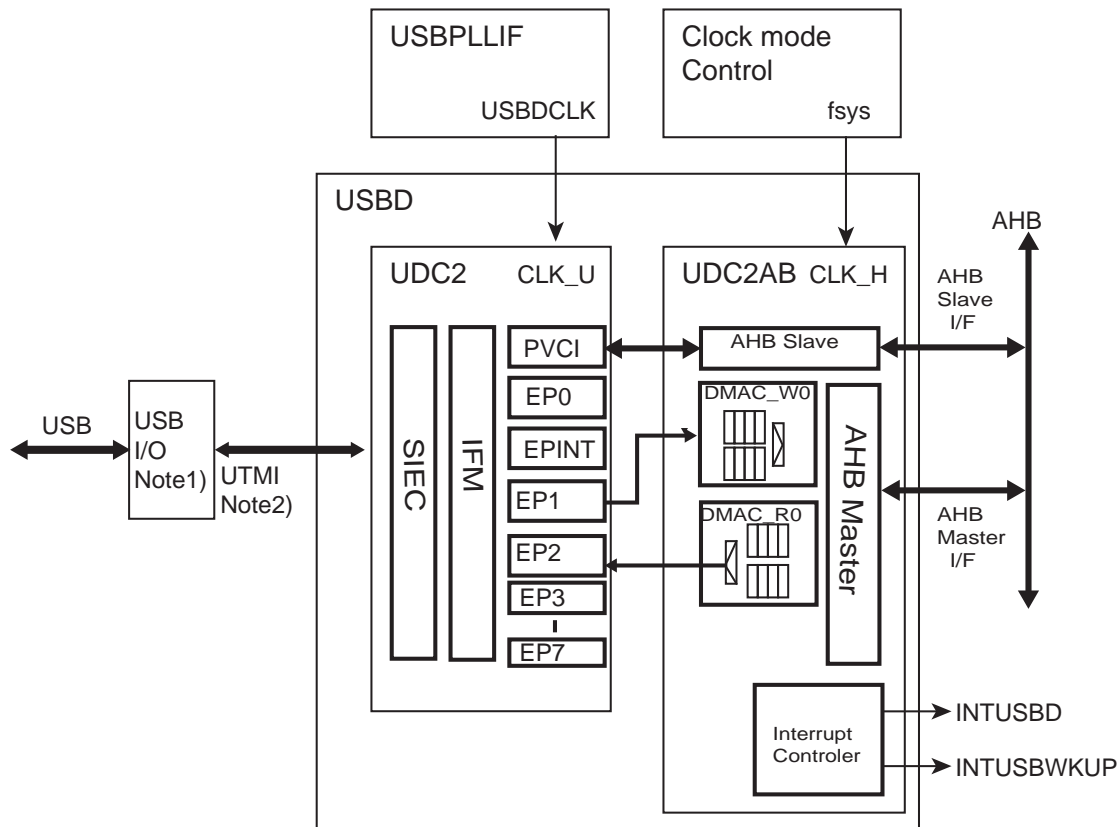 USBPLLIF
USBDCLK
Clock mode
Control
fsys
USBD
UDC2
CLK_U
UDC2AB
CLK_H
AHB
AHB
Slave
I/F
PVCI
AHB Slave
EP0
DMAC_W0
USB
USB
I/O
Note1)
UTMI
Note2)
SIEC
IFM
EPINT
EP1
DMAC_R0
AHB Master
EP2
EP3
EP7
AHB
Master
I/F
Interrupt
Controler
INTUSBD
INTUSBWKUP